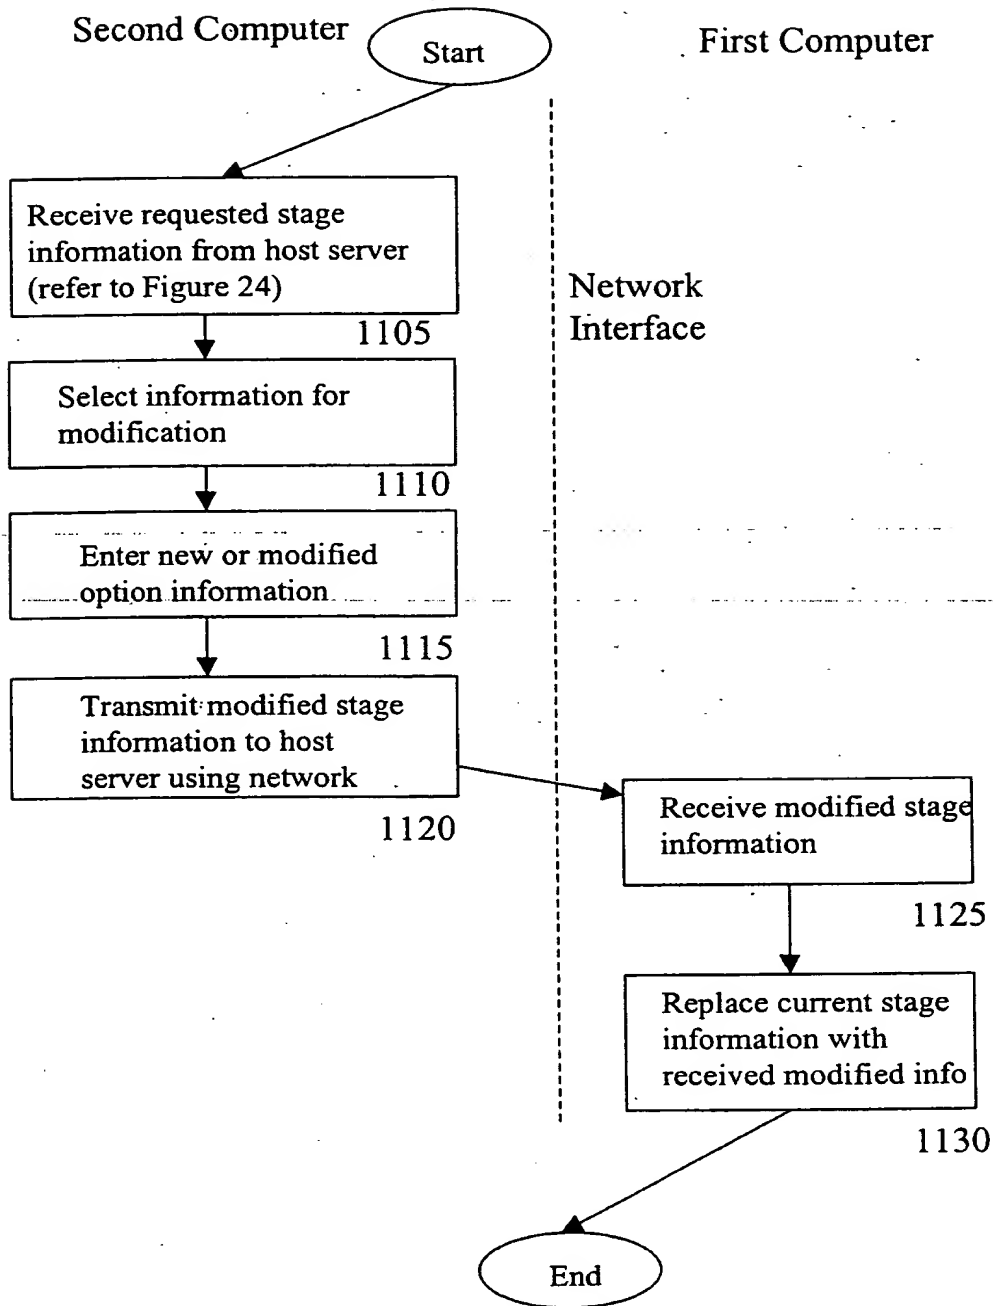 Second Computer
Start
First Computer
Receive requested stage
information from host server
(refer to Figure 24)
1105
Network
Interface
Select information for
modification
1110
Enter new or modified
option information
1115
Transmit modified stage
information to host
server using network
1120
Receive modified stage
information
1125
Replace current stage
information with
received modified info
1130
End